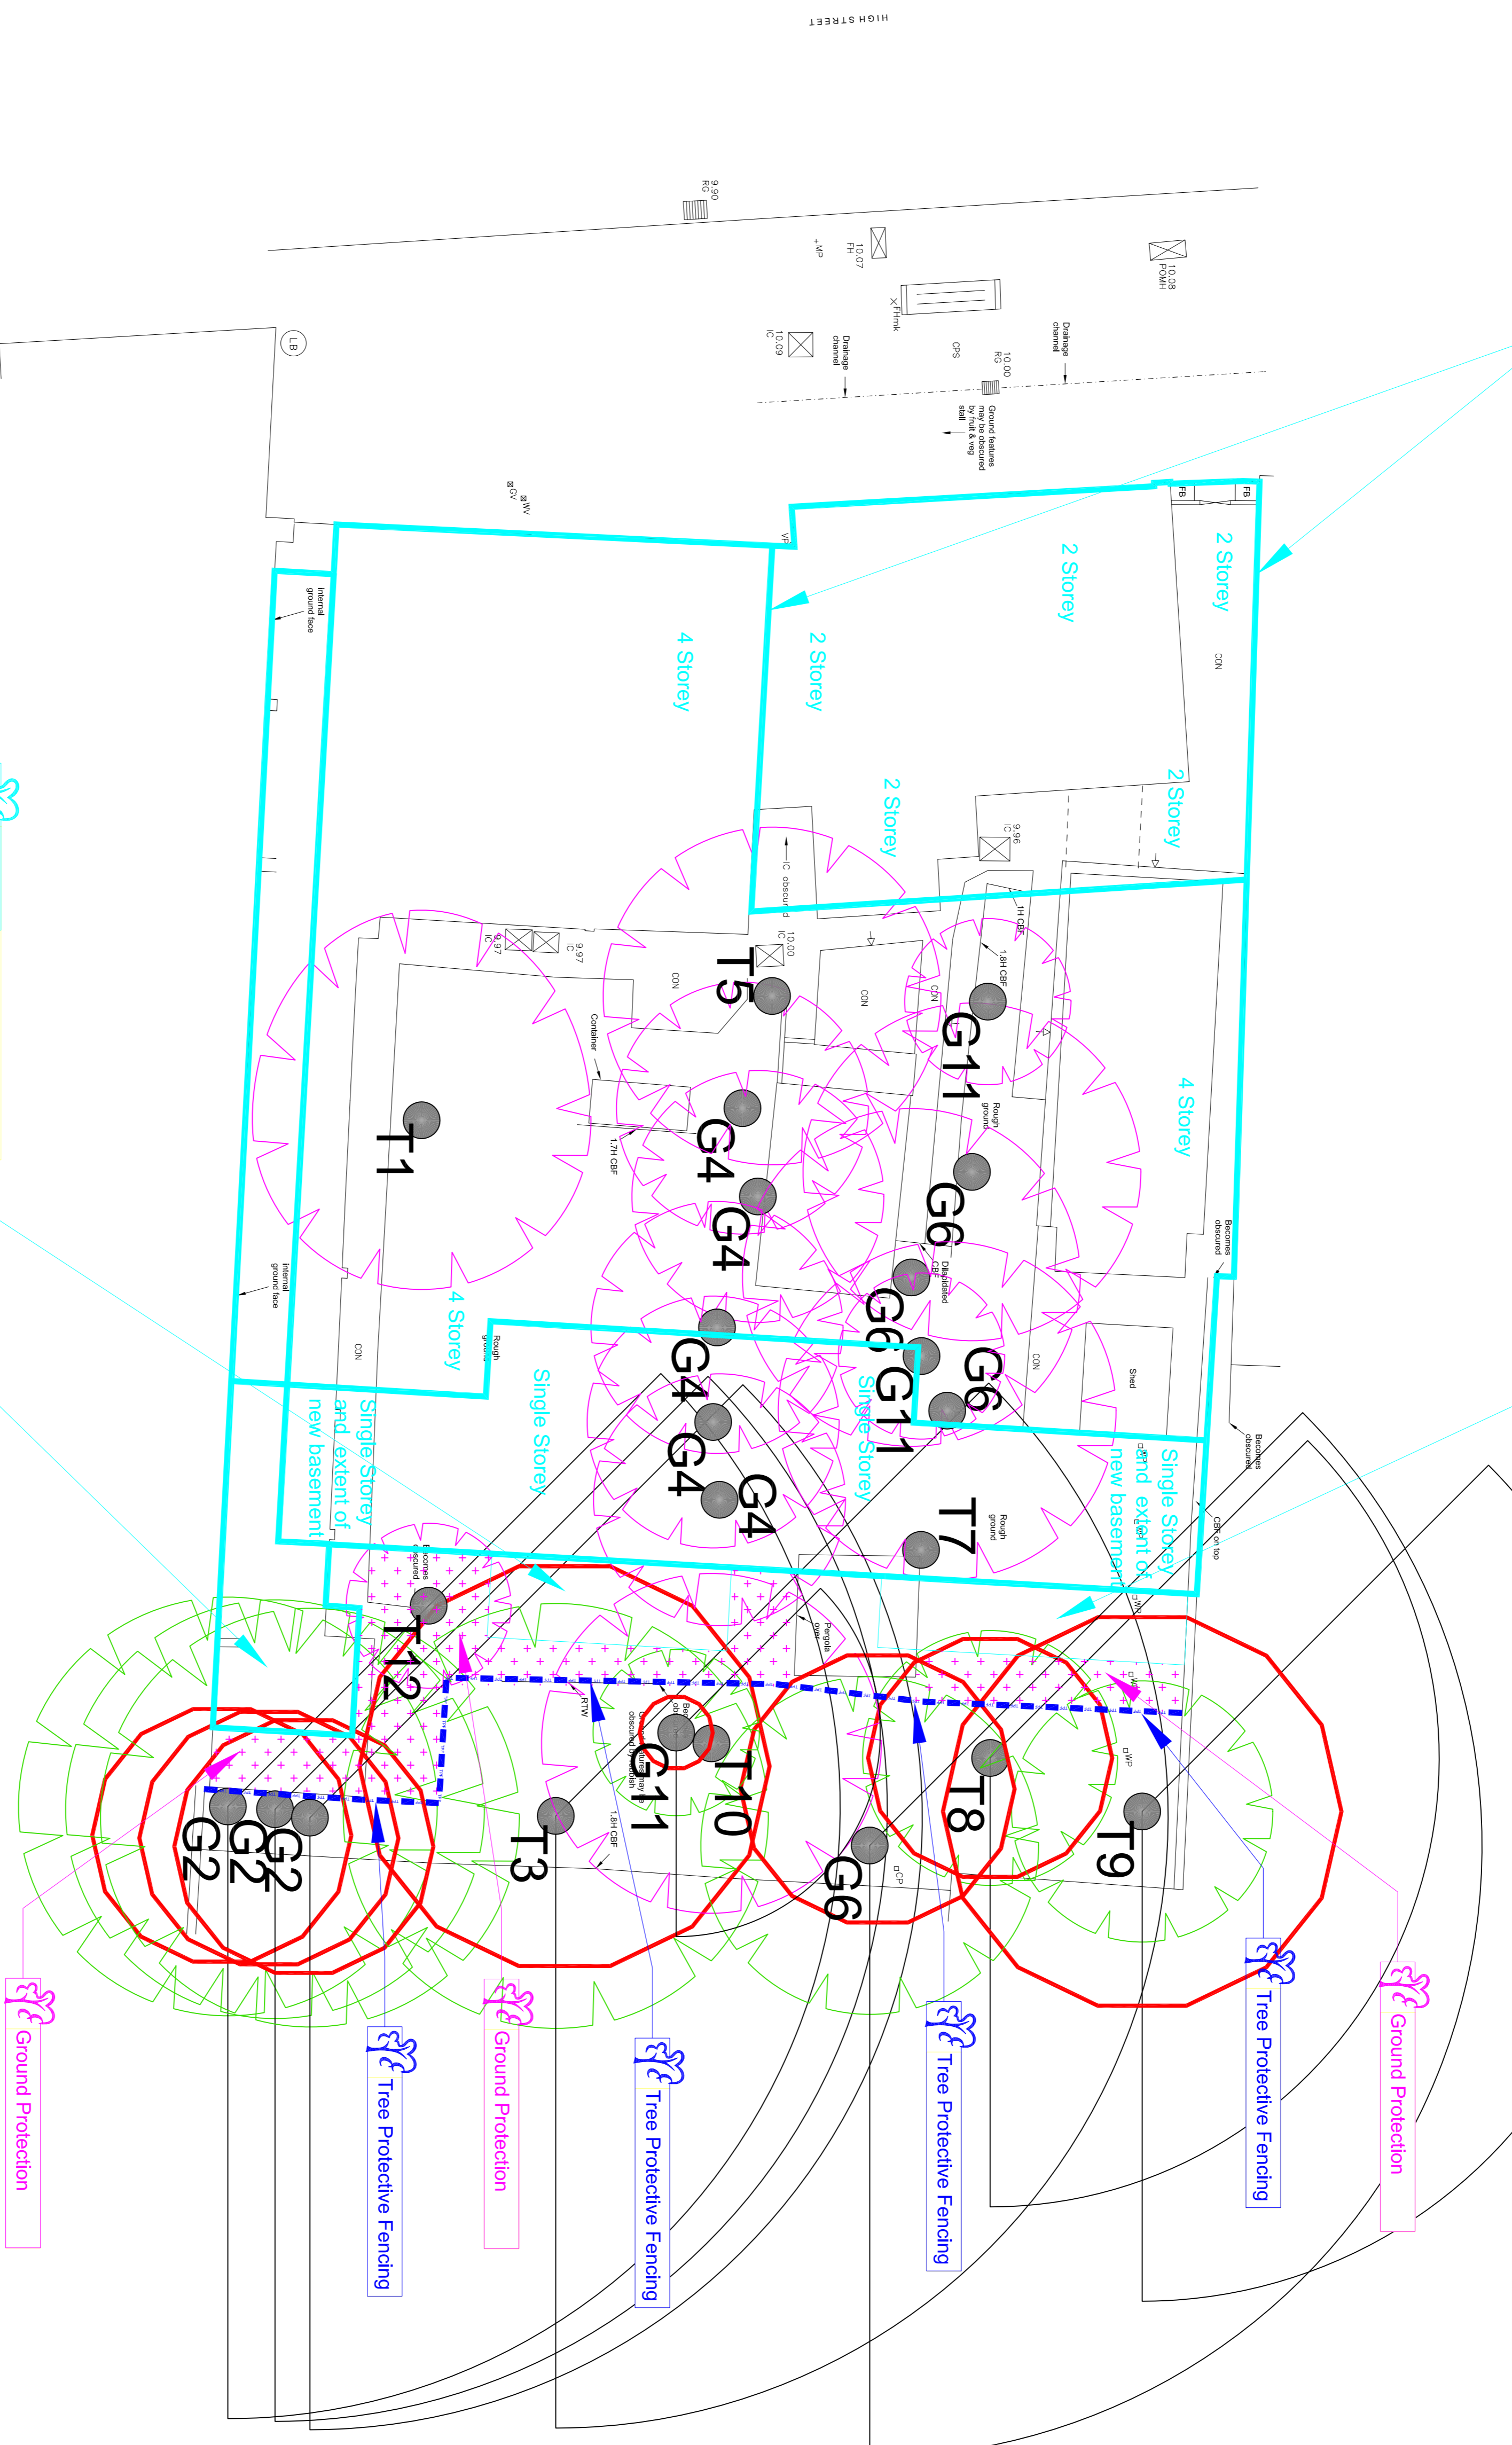 HIGH STREET
9.90
RG
+MP
10.07
FH
10.08
POMH
FHmk
CPS
10.09
IC
Drainage
channel
Drainage
channel
10.00
RG
LB
Ground features
may be obscured
by fruit & veg
stall
GV
WV
VP
FB
FB
2 Storey
2 Storey
CON
4 Storey
2 Storey
2 Storey
2 Storey
Internal
ground face
9.96
IC
IC obscured
1H CBF
1.8H CBF
9.97
IC
9.97
IC
10.00
IC
CON
CON
CON
T5
G11
Container
T1
G4
Rough
ground
4 Storey
1.7H CBF
G4
G6
Becomes
obscured
Internal
ground face
Dilapidated
CBF
G6
4 Storey
Rough
ground
CON
G4
G6
CON
Shed
Single Storey
Single Storey
G11
Single Storey
and extent of
new basement
G4
G4
Becomes
obscured
WP
Single Storey
and extent of
new basement
T7
Rough
ground
CBF on top
WP
Becomes
obscured
T12
Pergola
over
WP
WP
RTW
G11
T10
T8
WP
T9
G2
G2
G2
T3
1.8H CBF
G6
CP
Ground Protection
Tree Protective Fencing
Ground Protection
Tree Protective Fencing
Tree Protective Fencing
Tree Protective Fencing
Ground Protection